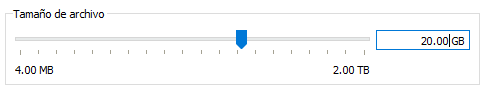 Tamaño de archivo
20.00 GB
4.00 MB
2.00 TB